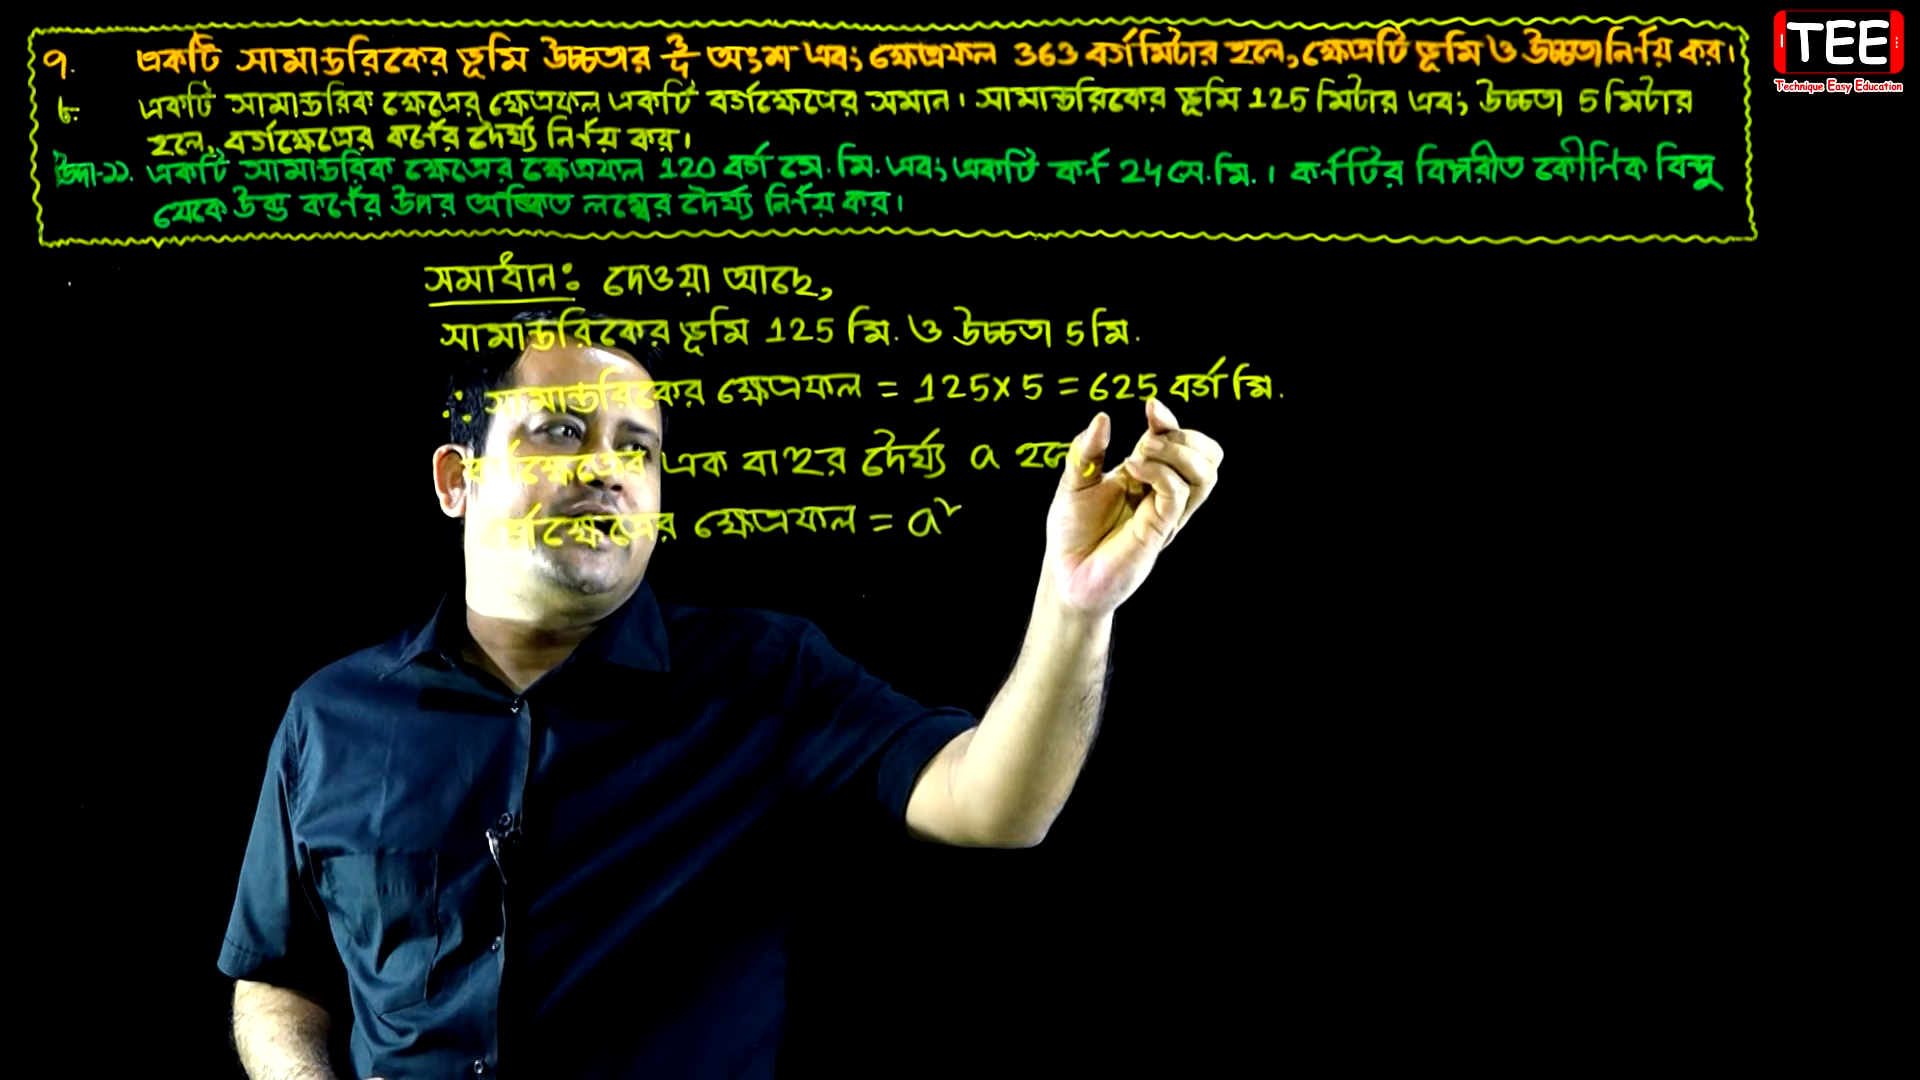 ৭. একটি সামান্তরিকের ভূমি উচ্চতার ৩/৪ অংশ এবং ক্ষেত্রফল 363 বর্গমিটার হলে, ক্ষেত্রটি ভূমি ও উচ্চতা নির্ণয় কর।
৮. একটি সামান্তরিক ক্ষেত্রের ক্ষেত্রফল একটি বর্গক্ষেত্রের সমান। সামান্তরিকের ভূমি 125 মিটার এবং উচ্চতা 5 মিটার
হলে, বর্গক্ষেত্রের কর্ণের দৈর্ঘ্য নির্ণয় কর।
উদা-১১. একটি সামান্তরিক ক্ষেত্রের ক্ষেত্রফল 120 বর্গ সে. মি. এবং একটি কর্ণ 24 সে. মি.। কর্ণটির বিপরীত কৌণিক বিন্দু
থেকে উক্ত কর্ণের উপর অঙ্কিত লম্বের দৈর্ঘ্য নির্ণয় কর।
সমাধান: দেওয়া আছে,
সামান্তরিকের ভূমি 125 মি. ও উচ্চতা 5 মি.
∴ সামান্তরিকের ক্ষেত্রফল = 125 × 5 = 625 বর্গ মি.
বর্গক্ষেত্রের এক বাহুর দৈর্ঘ্য a হলে,
বর্গক্ষেত্রের ক্ষেত্রফল = a²
TEE
Technique Easy Education